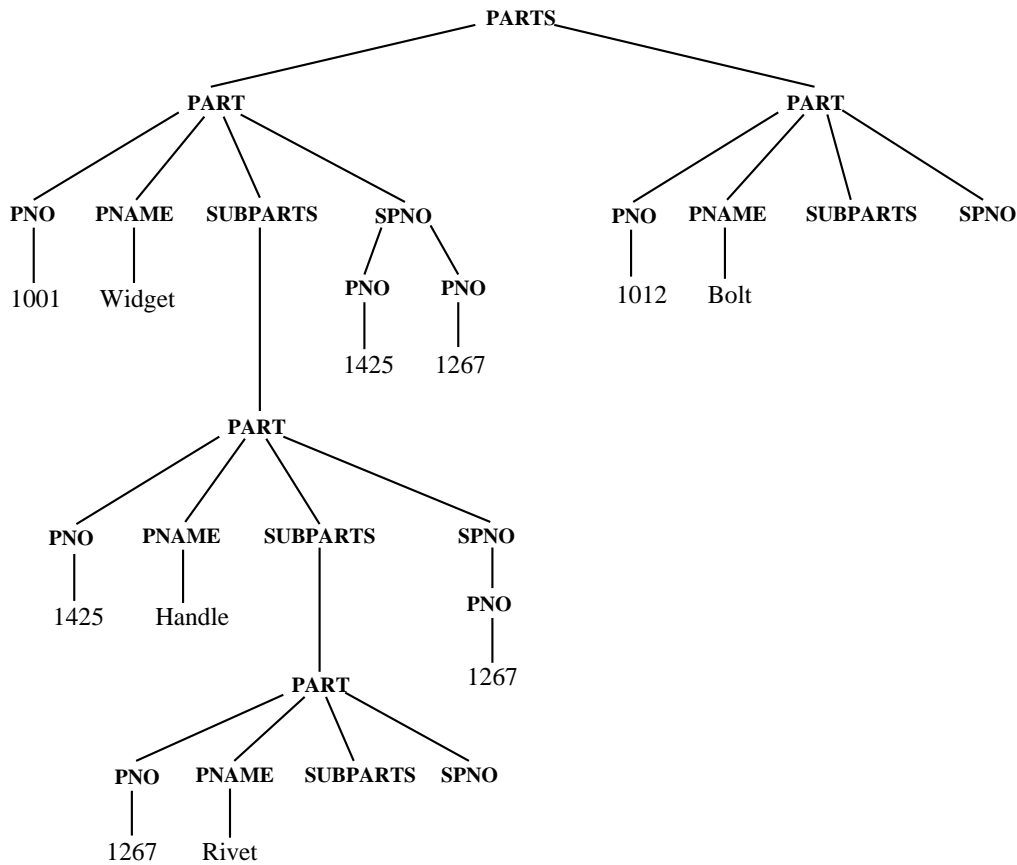 PARTS
PART PART
PNO PNAME SUBPARTS SPNO PNO PNAME SUBPARTS SPNO
PNO PNO
1001 Widget 1012 Bolt
1425 1267
PART
PNO PNAME SUBPARTS SPNO
PNO
1425 Handle
1267
PART
PNO PNAME SUBPARTS SPNO
1267 Rivet